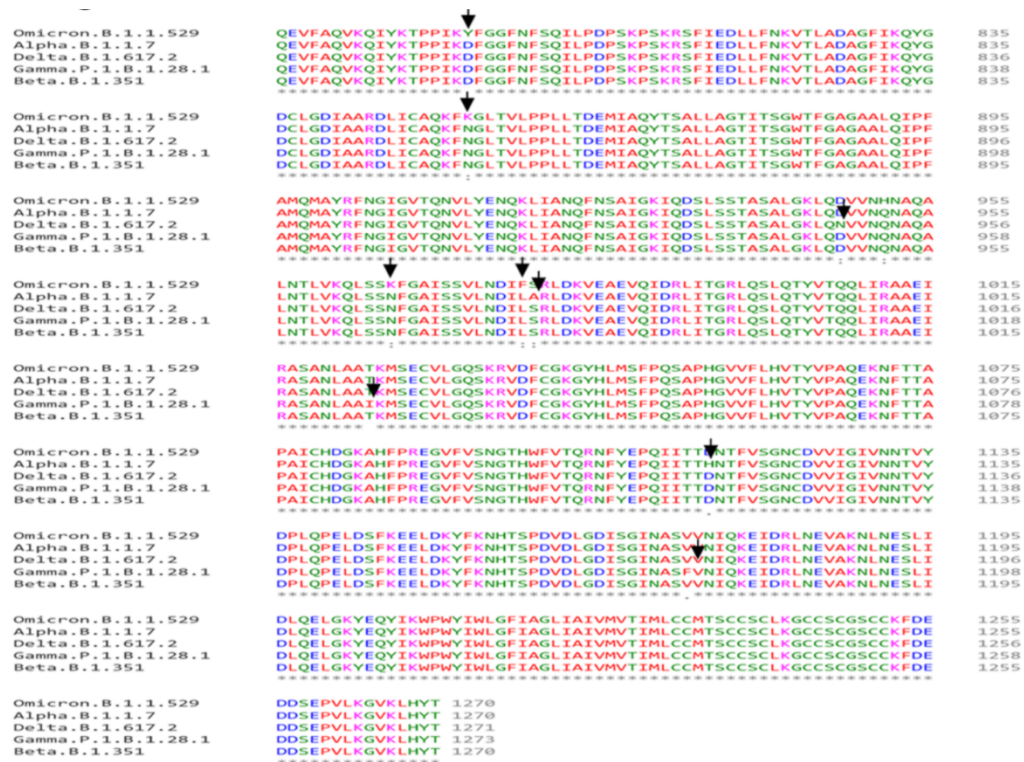 Omicron.B.1.1.529 QEVFAQVKQIYKTPPIKYFGGFNFSQILPDPSKPSKRSFIEDLLFNKVTLADAGFIKQYG 835
Alpha.B.1.1.7 QEVFAQVKQIYKTPPIKDFGGFNFSQILPDPSKPSKRSFIEDLLFNKVTLADAGFIKQYG 835
Delta.B.1.617.2 QEVFAQVKQIYKTPPIKDFGGFNFSQILPDPSKPSKRSFIEDLLFNKVTLADAGFIKQYG 836
Gamma.P.1.B.1.28.1 QEVFAQVKQIYKTPPIKDFGGFNFSQILPDPSKPSKRSFIEDLLFNKVTLADAGFIKQYG 838
Beta.B.1.351 QEVFAQVKQIYKTPPIKDFGGFNFSQILPDPSKPSKRSFIEDLLFNKVTLADAGFIKQYG 835
***************** ******************************************
Omicron.B.1.1.529 DCLGDIAARDLICAQKFKGLTVLPPLLTDEMIAQYTSALLAGTITSGWTFGAGAALQIPF 895
Alpha.B.1.1.7 DCLGDIAARDLICAQKFNGLTVLPPLLTDEMIAQYTSALLAGTITSGWTFGAGAALQIPF 895
Delta.B.1.617.2 DCLGDIAARDLICAQKFNGLTVLPPLLTDEMIAQYTSALLAGTITSGWTFGAGAALQIPF 896
Gamma.P.1.B.1.28.1 DCLGDIAARDLICAQKFNGLTVLPPLLTDEMIAQYTSALLAGTITSGWTFGAGAALQIPF 898
Beta.B.1.351 DCLGDIAARDLICAQKFNGLTVLPPLLTDEMIAQYTSALLAGTITSGWTFGAGAALQIPF 895
*****************:******************************************
Omicron.B.1.1.529 AMQMAYRFNGIGVTQNVLYENQKLIANQFNSAIGKIQDSLSSTASALGKLQDVVNHNAQA 955
Alpha.B.1.1.7 AMQMAYRFNGIGVTQNVLYENQKLIANQFNSAIGKIQDSLSSTASALGKLQDVVNQNAQA 955
Delta.B.1.617.2 AMQMAYRFNGIGVTQNVLYENQKLIANQFNSAIGKIQDSLSSTASALGKLQNVVNQNAQA 956
Gamma.P.1.B.1.28.1 AMQMAYRFNGIGVTQNVLYENQKLIANQFNSAIGKIQDSLSSTASALGKLQDVVNQNAQA 958
Beta.B.1.351 AMQMAYRFNGIGVTQNVLYENQKLIANQFNSAIGKIQDSLSSTASALGKLQDVVNQNAQA 955
***************************************************:***:****
Omicron.B.1.1.529 LNTLVKQLSSKFGAISSVLNDIFSRLDKVEAEVQIDRLITGRLQSLQTYVTQQLIRAAEI 1015
Alpha.B.1.1.7 LNTLVKQLSSNFGAISSVLNDILARLDKVEAEVQIDRLITGRLQSLQTYVTQQLIRAAEI 1015
Delta.B.1.617.2 LNTLVKQLSSNFGAISSVLNDILSRLDKVEAEVQIDRLITGRLQSLQTYVTQQLIRAAEI 1016
Gamma.P.1.B.1.28.1 LNTLVKQLSSNFGAISSVLNDILSRLDKVEAEVQIDRLITGRLQSLQTYVTQQLIRAAEI 1018
Beta.B.1.351 LNTLVKQLSSNFGAISSVLNDILSRLDKVEAEVQIDRLITGRLQSLQTYVTQQLIRAAEI 1015
**********:***********::************************************
Omicron.B.1.1.529 RASANLAATKMSECVLGQSKRVDFCGKGYHLMSFPQSAPHGVVFLHVTYVPAQEKNFTTA 1075
Alpha.B.1.1.7 RASANLAATKMSECVLGQSKRVDFCGKGYHLMSFPQSAPHGVVFLHVTYVPAQEKNFTTA 1075
Delta.B.1.617.2 RASANLAATKMSECVLGQSKRVDFCGKGYHLMSFPQSAPHGVVFLHVTYVPAQEKNFTTA 1076
Gamma.P.1.B.1.28.1 RASANLAAIKMSECVLGQSKRVDFCGKGYHLMSFPQSAPHGVVFLHVTYVPAQEKNFTTA 1078
Beta.B.1.351 RASANLAATKMSECVLGQSKRVDFCGKGYHLMSFPQSAPHGVVFLHVTYVPAQEKNFTTA 1075
******** ***************************************************
Omicron.B.1.1.529 PAICHDGKAHFPREGVFVSNGTHWFVTQRNFYEPQIITTDNTFVSGNCDVVIGIVNNTVY 1135
Alpha.B.1.1.7 PAICHDGKAHFPREGVFVSNGTHWFVTQRNFYEPQIITTHNTFVSGNCDVVIGIVNNTVY 1135
Delta.B.1.617.2 PAICHDGKAHFPREGVFVSNGTHWFVTQRNFYEPQIITTDNTFVSGNCDVVIGIVNNTVY 1136
Gamma.P.1.B.1.28.1 PAICHDGKAHFPREGVFVSNGTHWFVTQRNFYEPQIITTDNTFVSGNCDVVIGIVNNTVY 1138
Beta.B.1.351 PAICHDGKAHFPREGVFVSNGTHWFVTQRNFYEPQIITTDNTFVSGNCDVVIGIVNNTVY 1135
***************************************.********************
Omicron.B.1.1.529 DPLQPELDSFKEELDKYFKNHTSPDVDLGDISGINASVVNIQKEIDRLNEVAKNLNESLI 1195
Alpha.B.1.1.7 DPLQPELDSFKEELDKYFKNHTSPDVDLGDISGINASVVNIQKEIDRLNEVAKNLNESLI 1195
Delta.B.1.617.2 DPLQPELDSFKEELDKYFKNHTSPDVDLGDISGINASVVNIQKEIDRLNEVAKNLNESLI 1196
Gamma.P.1.B.1.28.1 DPLQPELDSFKEELDKYFKNHTSPDVDLGDISGINASFVNIQKEIDRLNEVAKNLNESLI 1198
Beta.B.1.351 DPLQPELDSFKEELDKYFKNHTSPDVDLGDISGINASVVNIQKEIDRLNEVAKNLNESLI 1195
*************************************.**********************
Omicron.B.1.1.529 DLQELGKYEQYIKWPWYIWLGFIAGLIAIVMVTIMLCCMTSCCSCLKGCCSCGSCCKFDE 1255
Alpha.B.1.1.7 DLQELGKYEQYIKWPWYIWLGFIAGLIAIVMVTIMLCCMTSCCSCLKGCCSCGSCCKFDE 1255
Delta.B.1.617.2 DLQELGKYEQYIKWPWYIWLGFIAGLIAIVMVTIMLCCMTSCCSCLKGCCSCGSCCKFDE 1256
Gamma.P.1.B.1.28.1 DLQELGKYEQYIKWPWYIWLGFIAGLIAIVMVTIMLCCMTSCCSCLKGCCSCGSCCKFDE 1258
Beta.B.1.351 DLQELGKYEQYIKWPWYIWLGFIAGLIAIVMVTIMLCCMTSCCSCLKGCCSCGSCCKFDE 1255
************************************************************
Omicron.B.1.1.529 DDSEPVLKGVKLHYT 1270
Alpha.B.1.1.7 DDSEPVLKGVKLHYT 1270
Delta.B.1.617.2 DDSEPVLKGVKLHYT 1271
Gamma.P.1.B.1.28.1 DDSEPVLKGVKLHYT 1273
Beta.B.1.351 DDSEPVLKGVKLHYT 1270
***************